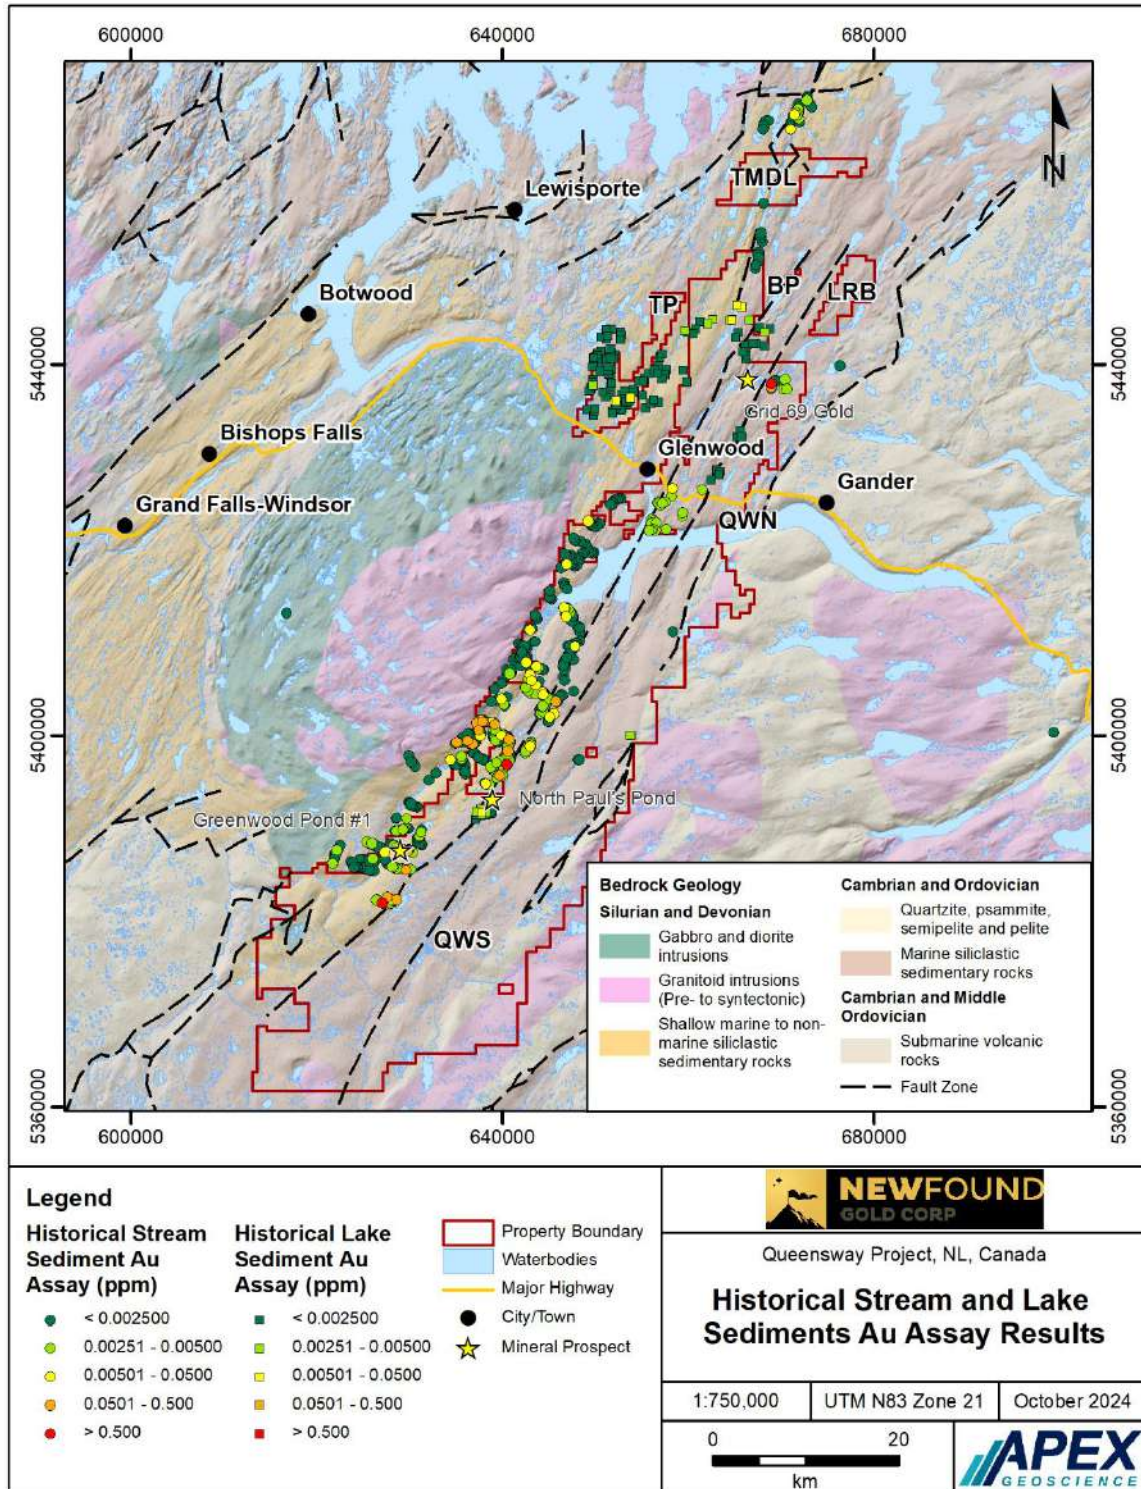 600000
640000
680000
N
TMDL
Lewisporte
BP
LRB
TP
Botwood
5440000
5440000
Grid 69 Gold
Bishops Falls
Glenwood
Gander
Grand Falls-Windsor
QWN
5400000
5400000
North Paul's Pond
Greenwood Pond #1
QWS
Bedrock Geology
Silurian and Devonian
Gabbro and diorite
intrusions
Granitoid intrusions
(Pre- to syntectonic)
Shallow marine to non-
marine siliclastic
sedimentary rocks
Cambrian and Ordovician
Quartzite, psammite,
semipelite and pelite
Marine siliclastic
sedimentary rocks
Cambrian and Middle
Ordovician
Submarine volcanic
rocks
Fault Zone
5360000
5360000
600000
640000
680000
Legend
Historical Stream
Sediment Au
Assay (ppm)
< 0.002500
0.00251 - 0.00500
0.00501 - 0.0500
0.0501 - 0.500
> 0.500
Historical Lake
Sediment Au
Assay (ppm)
< 0.002500
0.00251 - 0.00500
0.00501 - 0.0500
0.0501 - 0.500
> 0.500
Property Boundary
Waterbodies
Major Highway
City/Town
Mineral Prospect
NEWFOUND
GOLD CORP
Queensway Project, NL, Canada
Historical Stream and Lake
Sediments Au Assay Results
1:750,000
UTM N83 Zone 21
October 2024
0
20
km
APEX
GEOSCIENCE